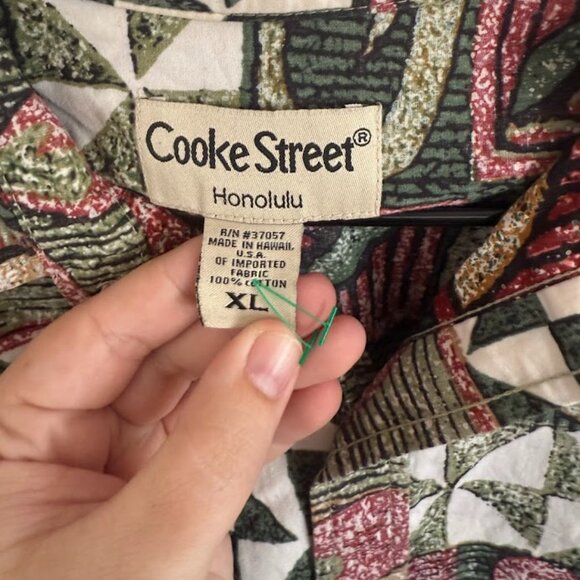 Cooke Street®
Honolulu
R/N #37057
MADE IN HAWAII,
U.S.A.
OF IMPORTED
FABRIC
100% COTTON
XL